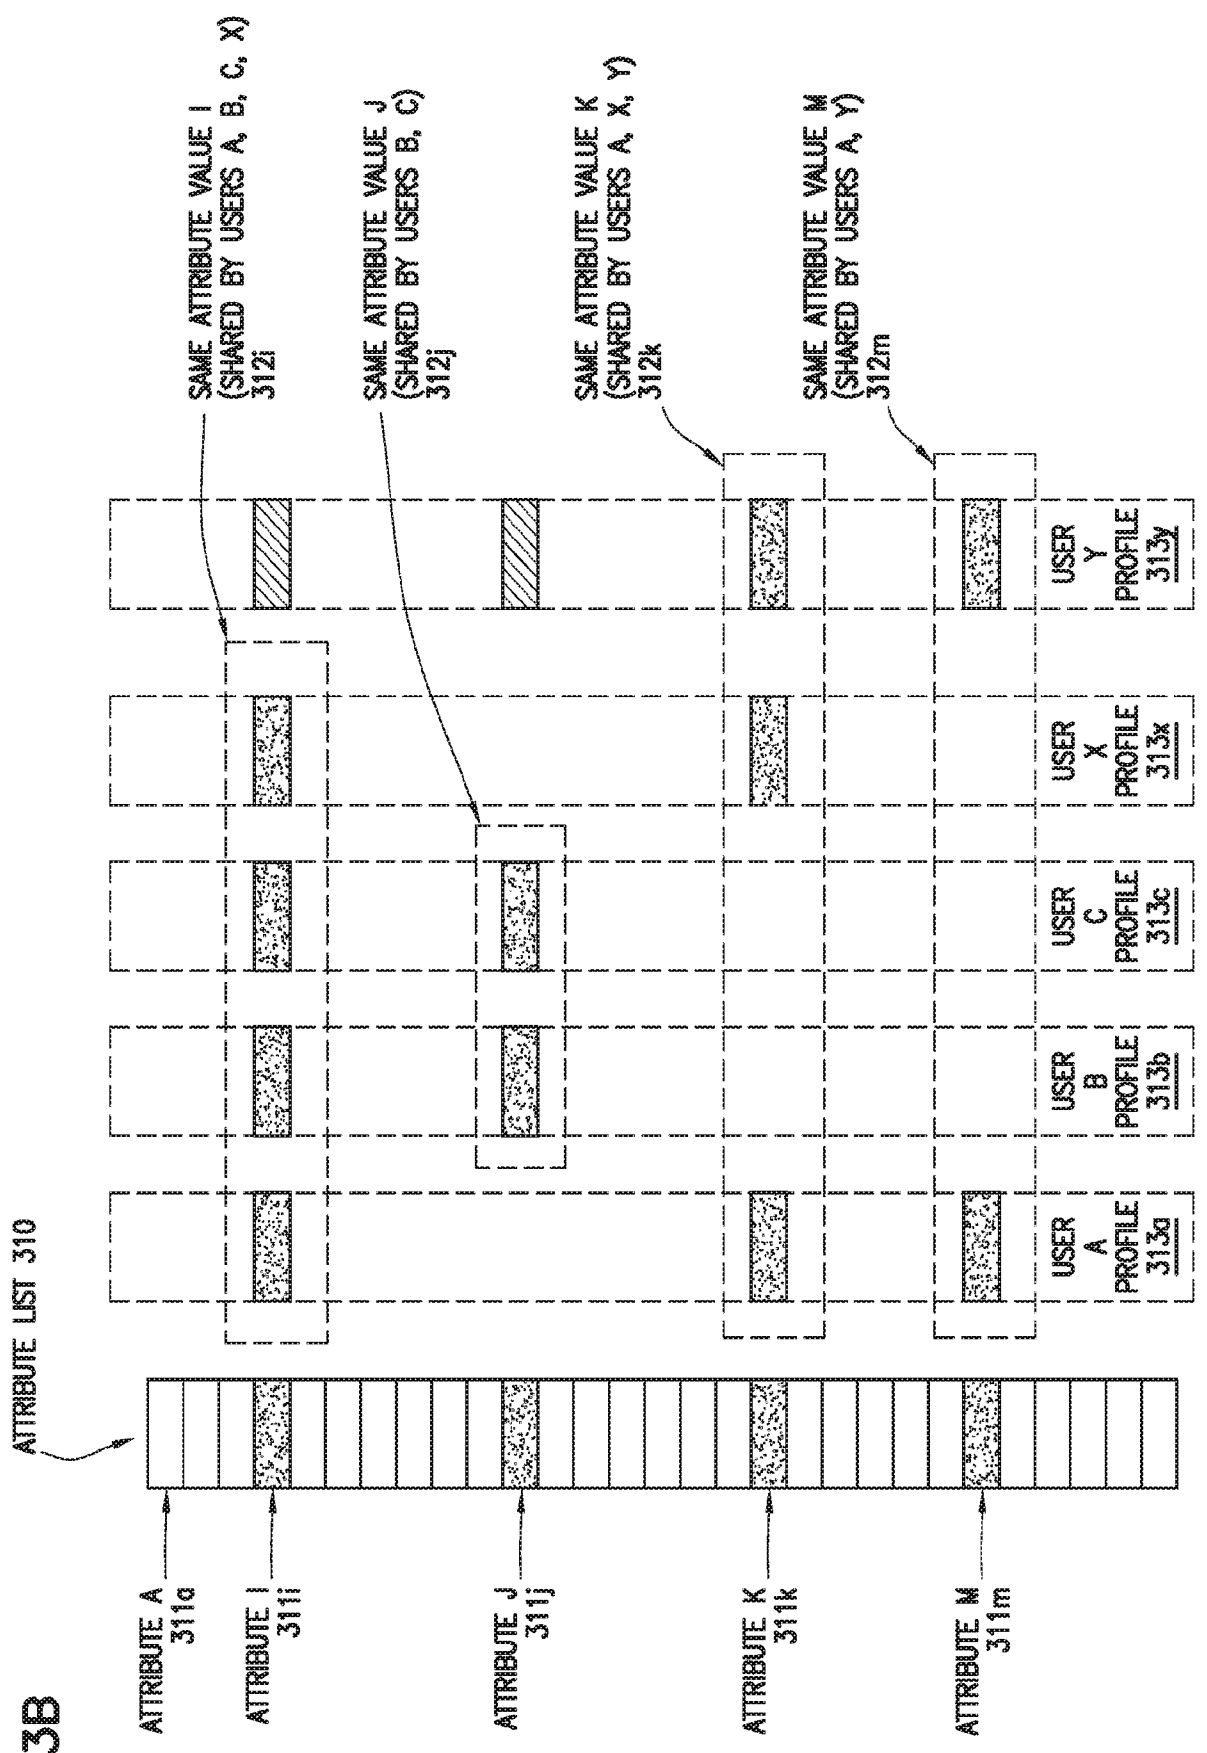 3B
ATTRIBUTE LIST 310
ATTRIBUTE A
311a
ATTRIBUTE I
311i
ATTRIBUTE J
311j
ATTRIBUTE K
311k
ATTRIBUTE M
311m
SAME ATTRIBUTE VALUE I
(SHARED BY USERS A, B, C, X)
312i
SAME ATTRIBUTE VALUE J
(SHARED BY USERS B, C)
312j
SAME ATTRIBUTE VALUE K
(SHARED BY USERS A, X, Y)
312k
SAME ATTRIBUTE VALUE M
(SHARED BY USERS A, Y)
312m
USER
A
PROFILE
313a
USER
B
PROFILE
313b
USER
C
PROFILE
313c
USER
X
PROFILE
313x
USER
Y
PROFILE
313y